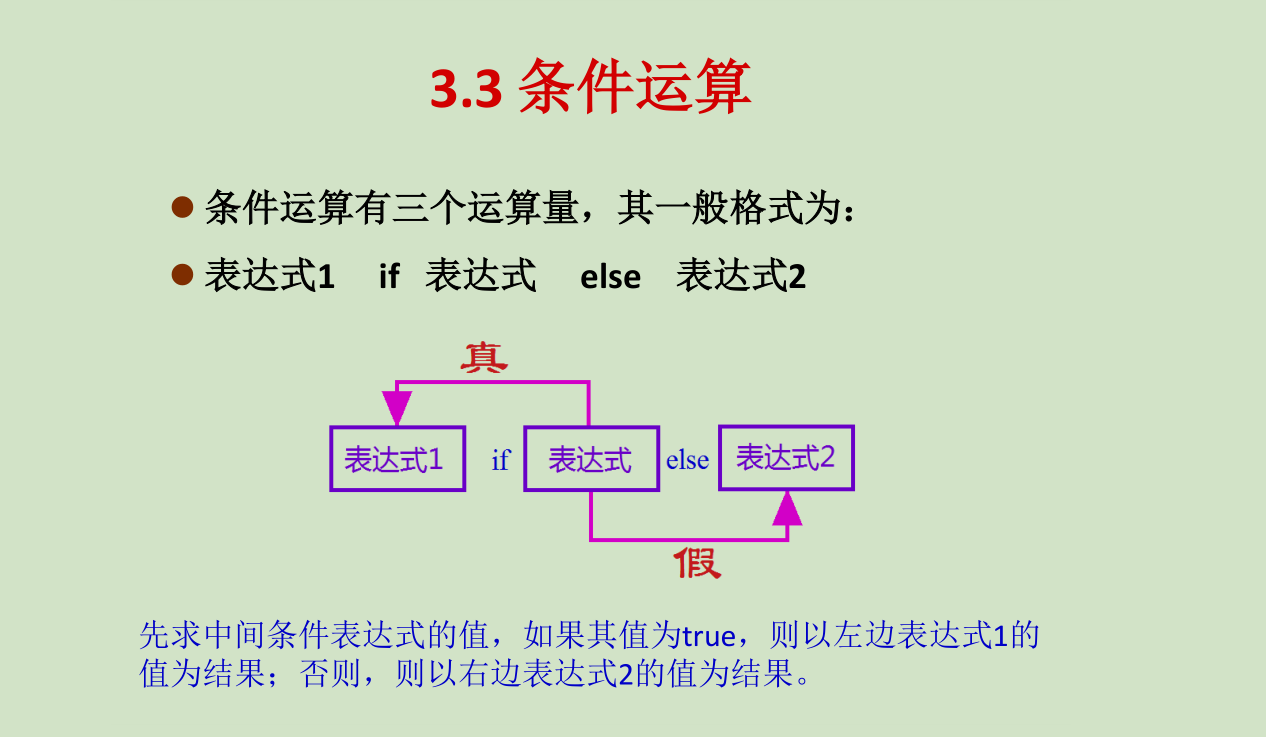 3.3 条件运算
条件运算有三个运算量，其一般格式为：
表达式1 if 表达式 else 表达式2
真
表达式1 if 表达式 else 表达式2
假
先求中间条件表达式的值，如果其值为true，则以左边表达式1的
值为结果；否则，则以右边表达式2的值为结果。